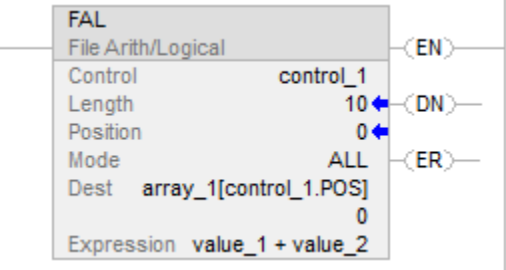 FAL
File Arith/Logical (EN)
Control control_1
Length 10 (DN)
Position 0
Mode ALL (ER)
Dest array_1[control_1.POS]
0
Expression value_1 + value_2